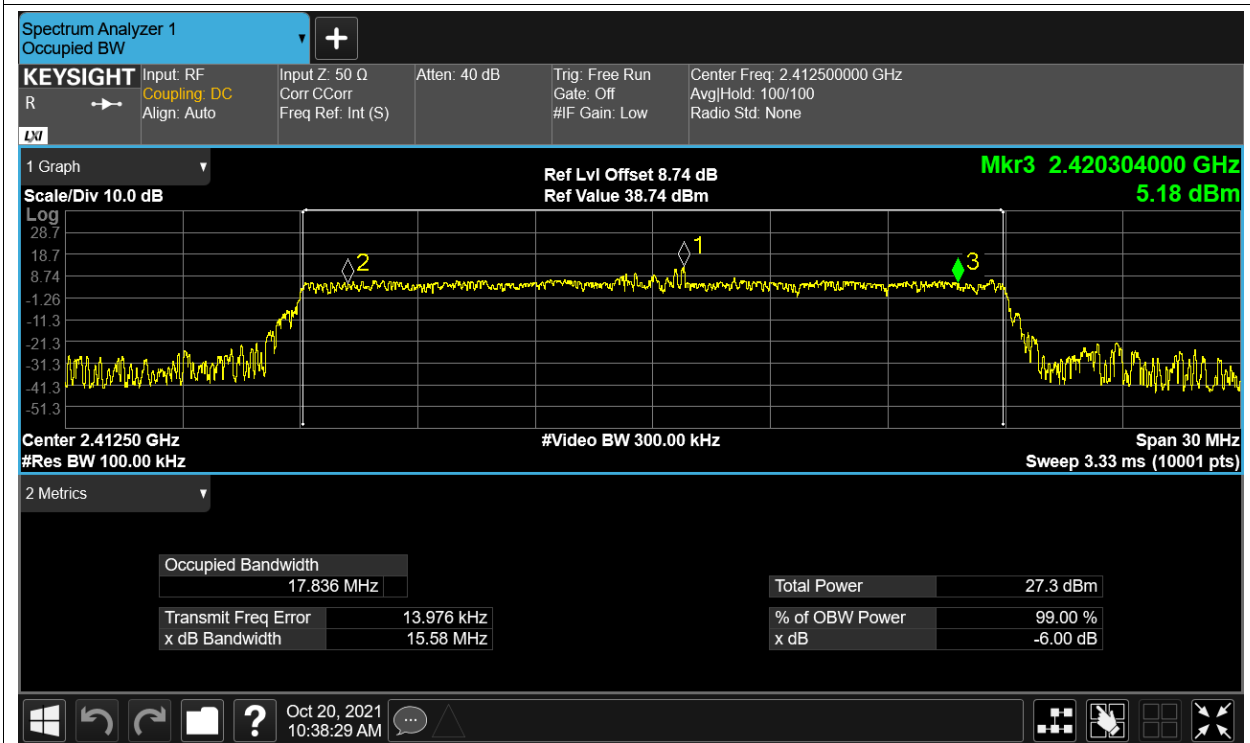 Spectrum Analyzer 1
Occupied BW
KEYSIGHT
R
LXI
Input: RF
Coupling: DC
Align: Auto
Input Z: 50 Ω
Corr CCorr
Freq Ref: Int (S)
Atten: 40 dB
Trig: Free Run
Gate: Off
#IF Gain: Low
Center Freq: 2.412500000 GHz
Avg|Hold: 100/100
Radio Std: None
1 Graph
Scale/Div 10.0 dB
Ref Lvl Offset 8.74 dB
Ref Value 38.74 dBm
Mkr3 2.420304000 GHz
5.18 dBm
Log
28.7
18.7
8.74
-1.26
-11.3
-21.3
-31.3
-41.3
-51.3
2
1
3
Center 2.41250 GHz
#Res BW 100.00 kHz
#Video BW 300.00 kHz
Span 30 MHz
Sweep 3.33 ms (10001 pts)
2 Metrics
Occupied Bandwidth
17.836 MHz
Transmit Freq Error 13.976 kHz
x dB Bandwidth 15.58 MHz
Total Power 27.3 dBm
% of OBW Power 99.00 %
x dB -6.00 dB
?
Oct 20, 2021
10:38:29 AM